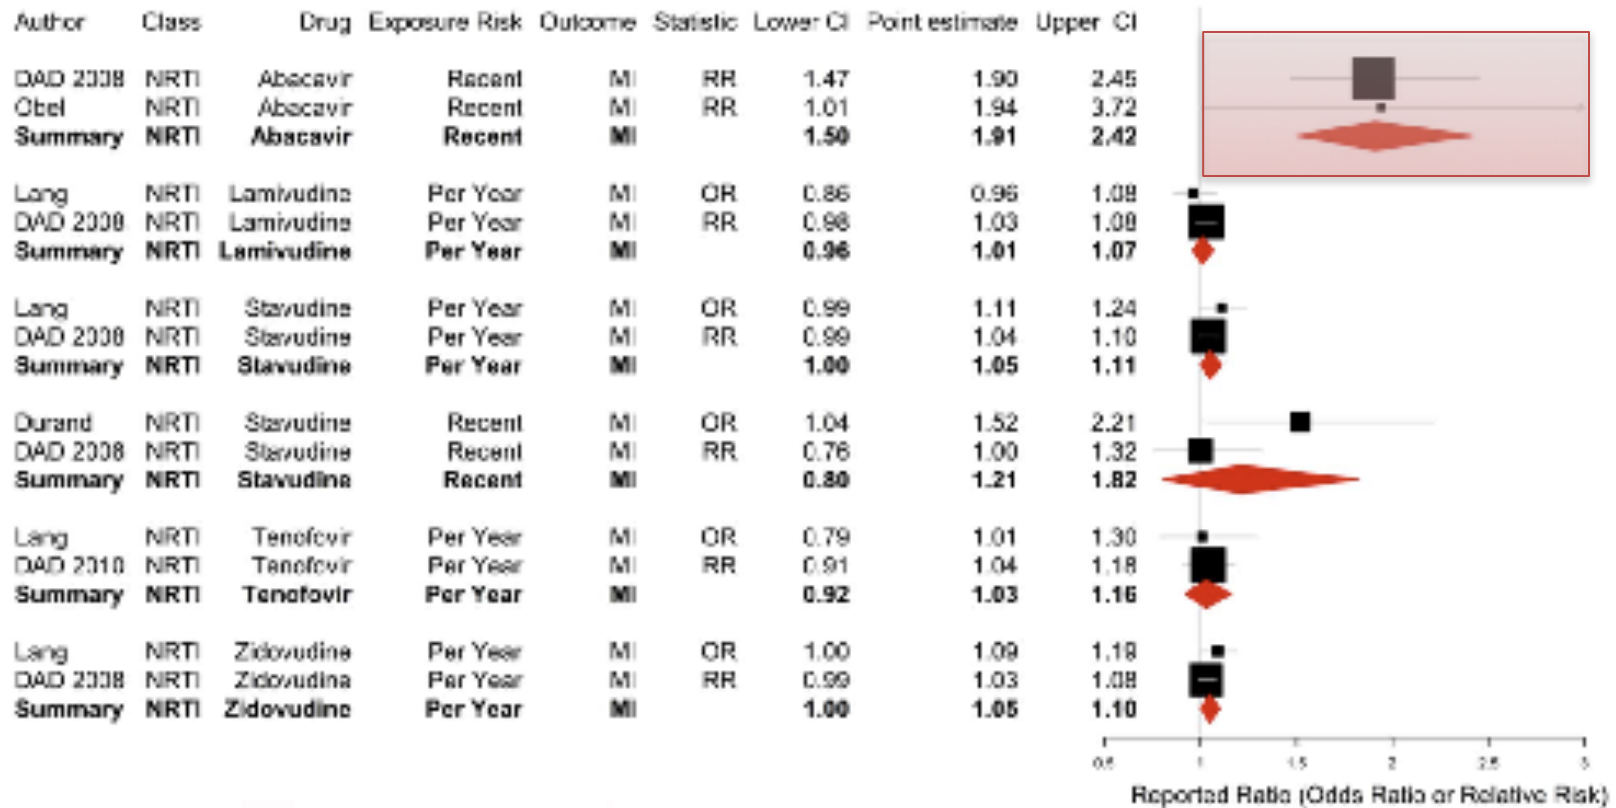 Author Class Drug Exposure Risk Outcome Statistic Lower CI Point estimate Upper CI
DAD 2008 NRTI Abacavir Recent MI RR 1.47 1.90 2.45
Obel NRTI Abacavir Recent MI RR 1.01 1.94 3.72
Summary NRTI Abacavir Recent MI 1.50 1.91 2.42
Lang NRTI Lamivudine Per Year MI OR 0.86 0.96 1.08
DAD 2008 NRTI Lamivudine Per Year MI RR 0.98 1.03 1.08
Summary NRTI Lamivudine Per Year MI 0.96 1.01 1.07
Lang NRTI Stavudine Per Year MI OR 0.99 1.11 1.24
DAD 2008 NRTI Stavudine Per Year MI RR 0.99 1.04 1.10
Summary NRTI Stavudine Per Year MI 1.00 1.05 1.11
Durand NRTI Stavudine Recent MI OR 1.04 1.52 2.21
DAD 2008 NRTI Stavudine Recent MI RR 0.76 1.00 1.32
Summary NRTI Stavudine Recent MI 0.80 1.21 1.82
Lang NRTI Tenofovir Per Year MI OR 0.79 1.01 1.30
DAD 2010 NRTI Tenofovir Per Year MI RR 0.91 1.04 1.18
Summary NRTI Tenofovir Per Year MI 0.92 1.03 1.16
Lang NRTI Zidovudine Per Year MI OR 1.00 1.09 1.19
DAD 2008 NRTI Zidovudine Per Year MI RR 0.99 1.03 1.08
Summary NRTI Zidovudine Per Year MI 1.00 1.05 1.10
0.5 1 1.5 2 2.5 3
Reported Ratio (Odds Ratio or Relative Risk)